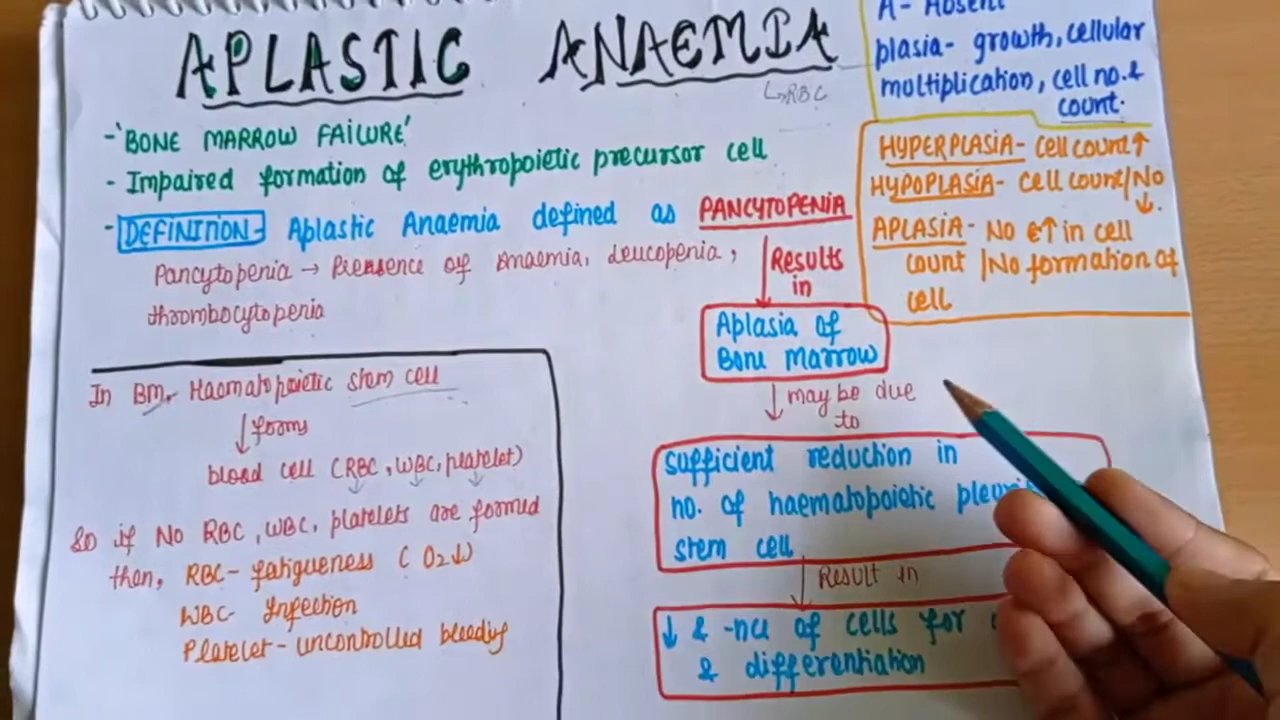 APLASTIC ANAEMIA
↳RBC
A- Absent
plasia- growth, cellular
multiplication, cell no. &
count.
-'BONE MARROW FAILURE'
- Impaired formation of erythropoietic precursor cell
- DEFINITION- Aplastic Anaemia defined as PANCYTOPENIA
Pancytopenia → Presence of Anaemia, Leucopenia,
thrombocytopenia
HYPERPLASIA- Cell count↑
HYPOPLASIA- Cell count/No
↓.
APLASIA- No ↑ in cell
count /No formation of
cell
↓ Results
in
Aplasia of
Bone Marrow
↓ may be due
to
Sufficient reduction in
no. of haematopoietic
stem cell
↓ Result in
↓ & of cells for
& differentiation
In BM, Haematopoietic stem cell
↓ forms
blood cell (RBC, WBC, platelet)
So if No RBC, WBC, platelets are formed
then, RBC- fatigueness (O2↓)
WBC- Infection
Platelet- uncontrolled bleeding